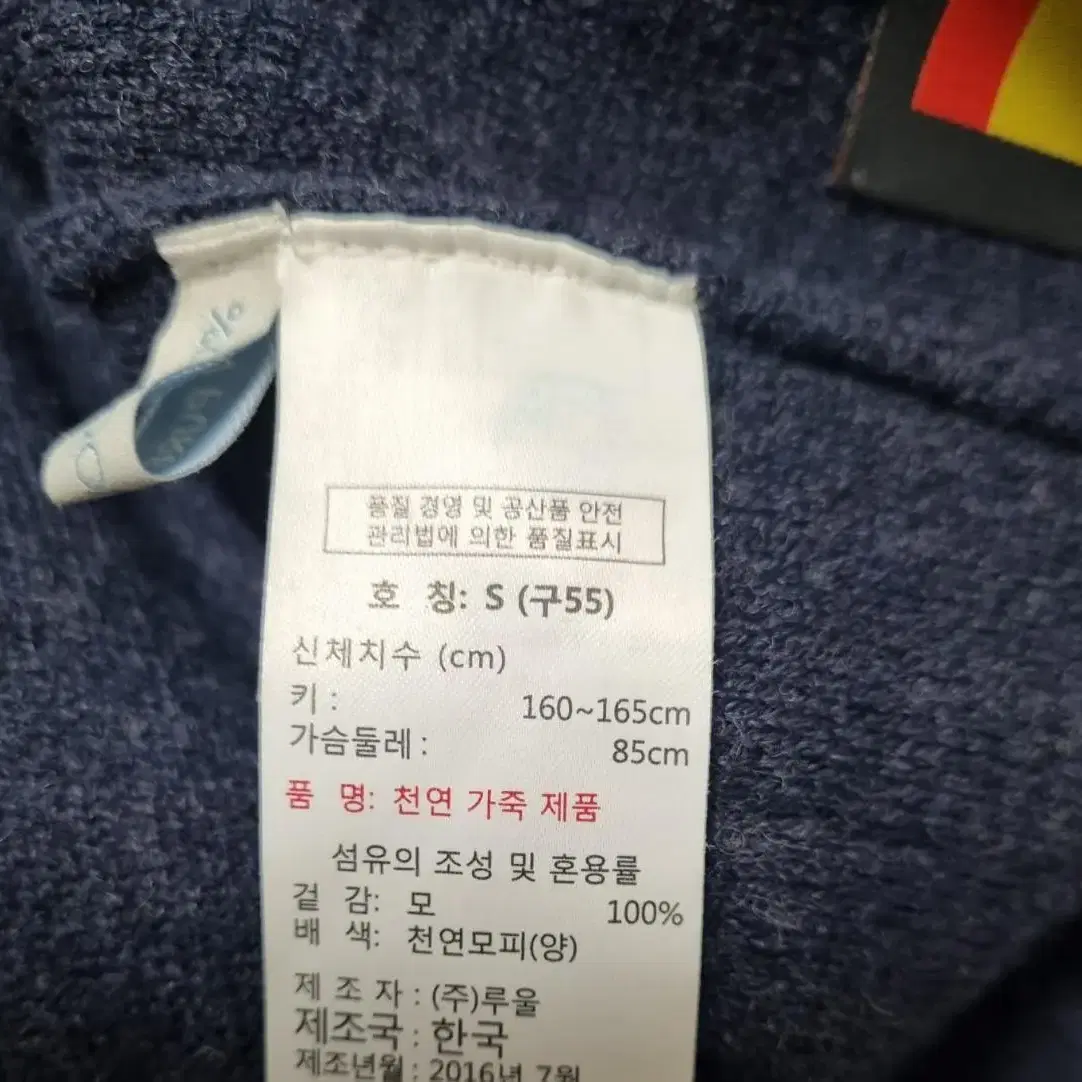 품질 경영 및 공산품 안전
관리법에 의한 품질표시
호 칭: S (구55)
신체치수 (cm)
키 : 160~165cm
가슴둘레 : 85cm
품 명: 천연 가죽 제품
섬유의 조성 및 혼용률
겉 감: 모 100%
배 색: 천연모피(양)
제 조 자 : (주)루울
제조국 : 한국
제조년월 : 2016년 7월